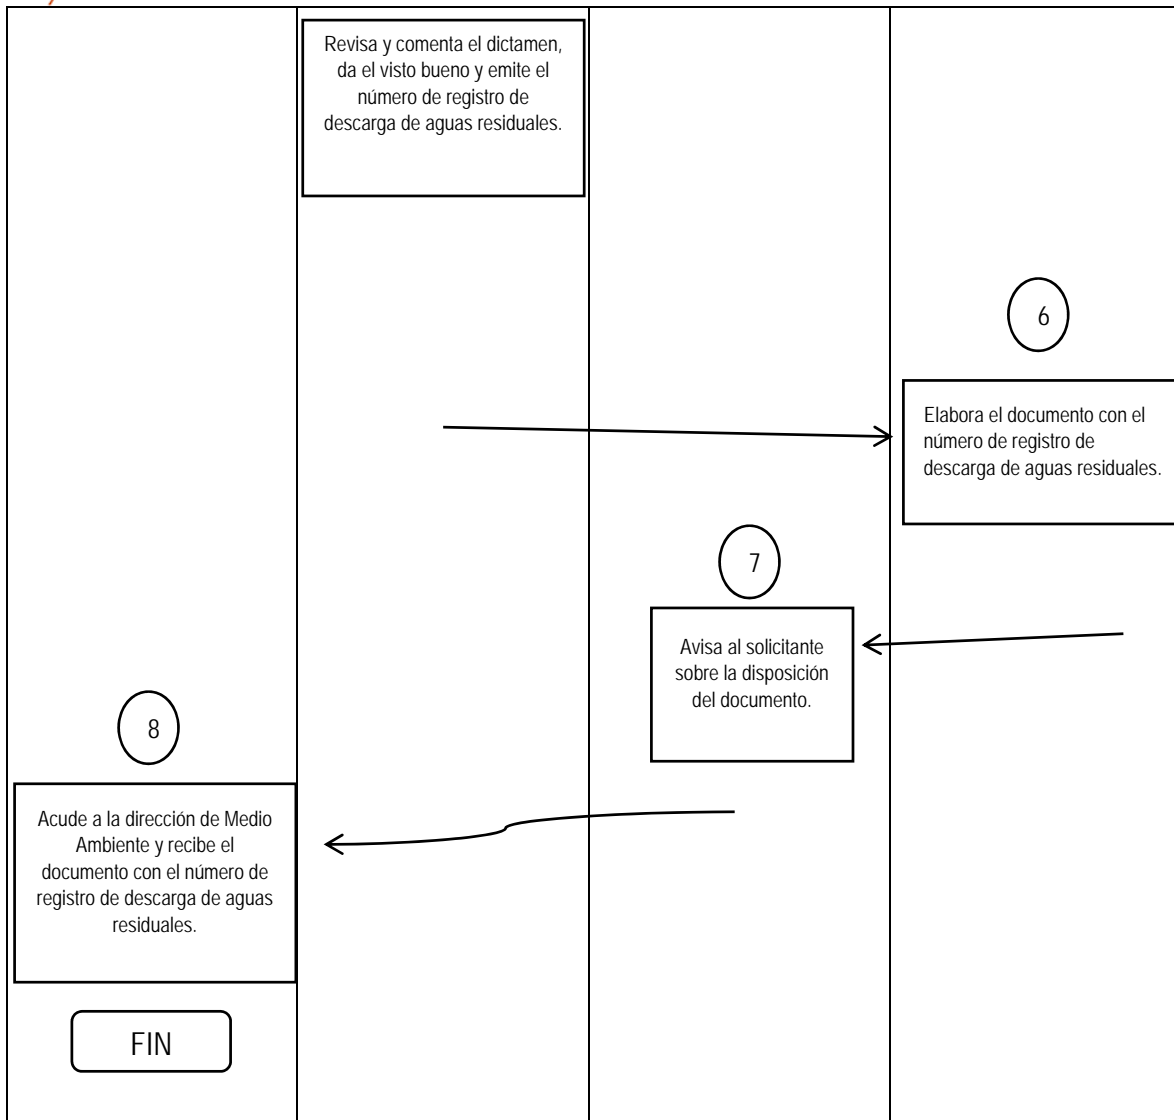 Revisa y comenta el dictamen,
da el visto bueno y emite el
número de registro de
descarga de aguas residuales.
6
Elabora el documento con el
número de registro de
descarga de aguas residuales.
7
Avisa al solicitante
sobre la disposición
del documento.
8
Acude a la dirección de Medio
Ambiente y recibe el
documento con el número de
registro de descarga de aguas
residuales.
FIN